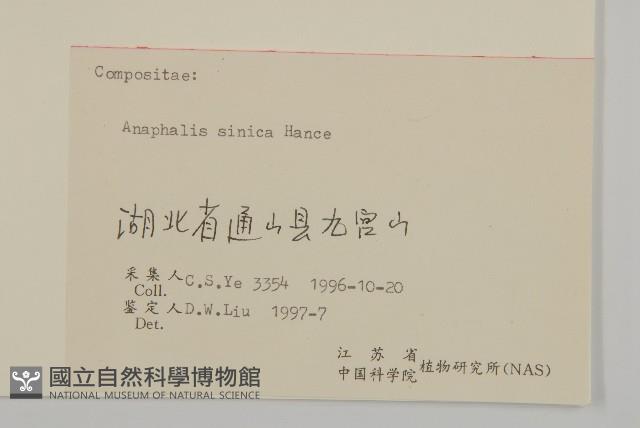 Compositae:
Anaphalis sinica Hance
湖北省通山县九宫山
采集人 C.S.Ye 3354 1996-10-20
Coll.
鉴定人 D.W.Liu 1997-7
Det.
江苏省
中国科学院 植物研究所(NAS)
國立自然科學博物館
NATIONAL MUSEUM OF NATURAL SCIENCE